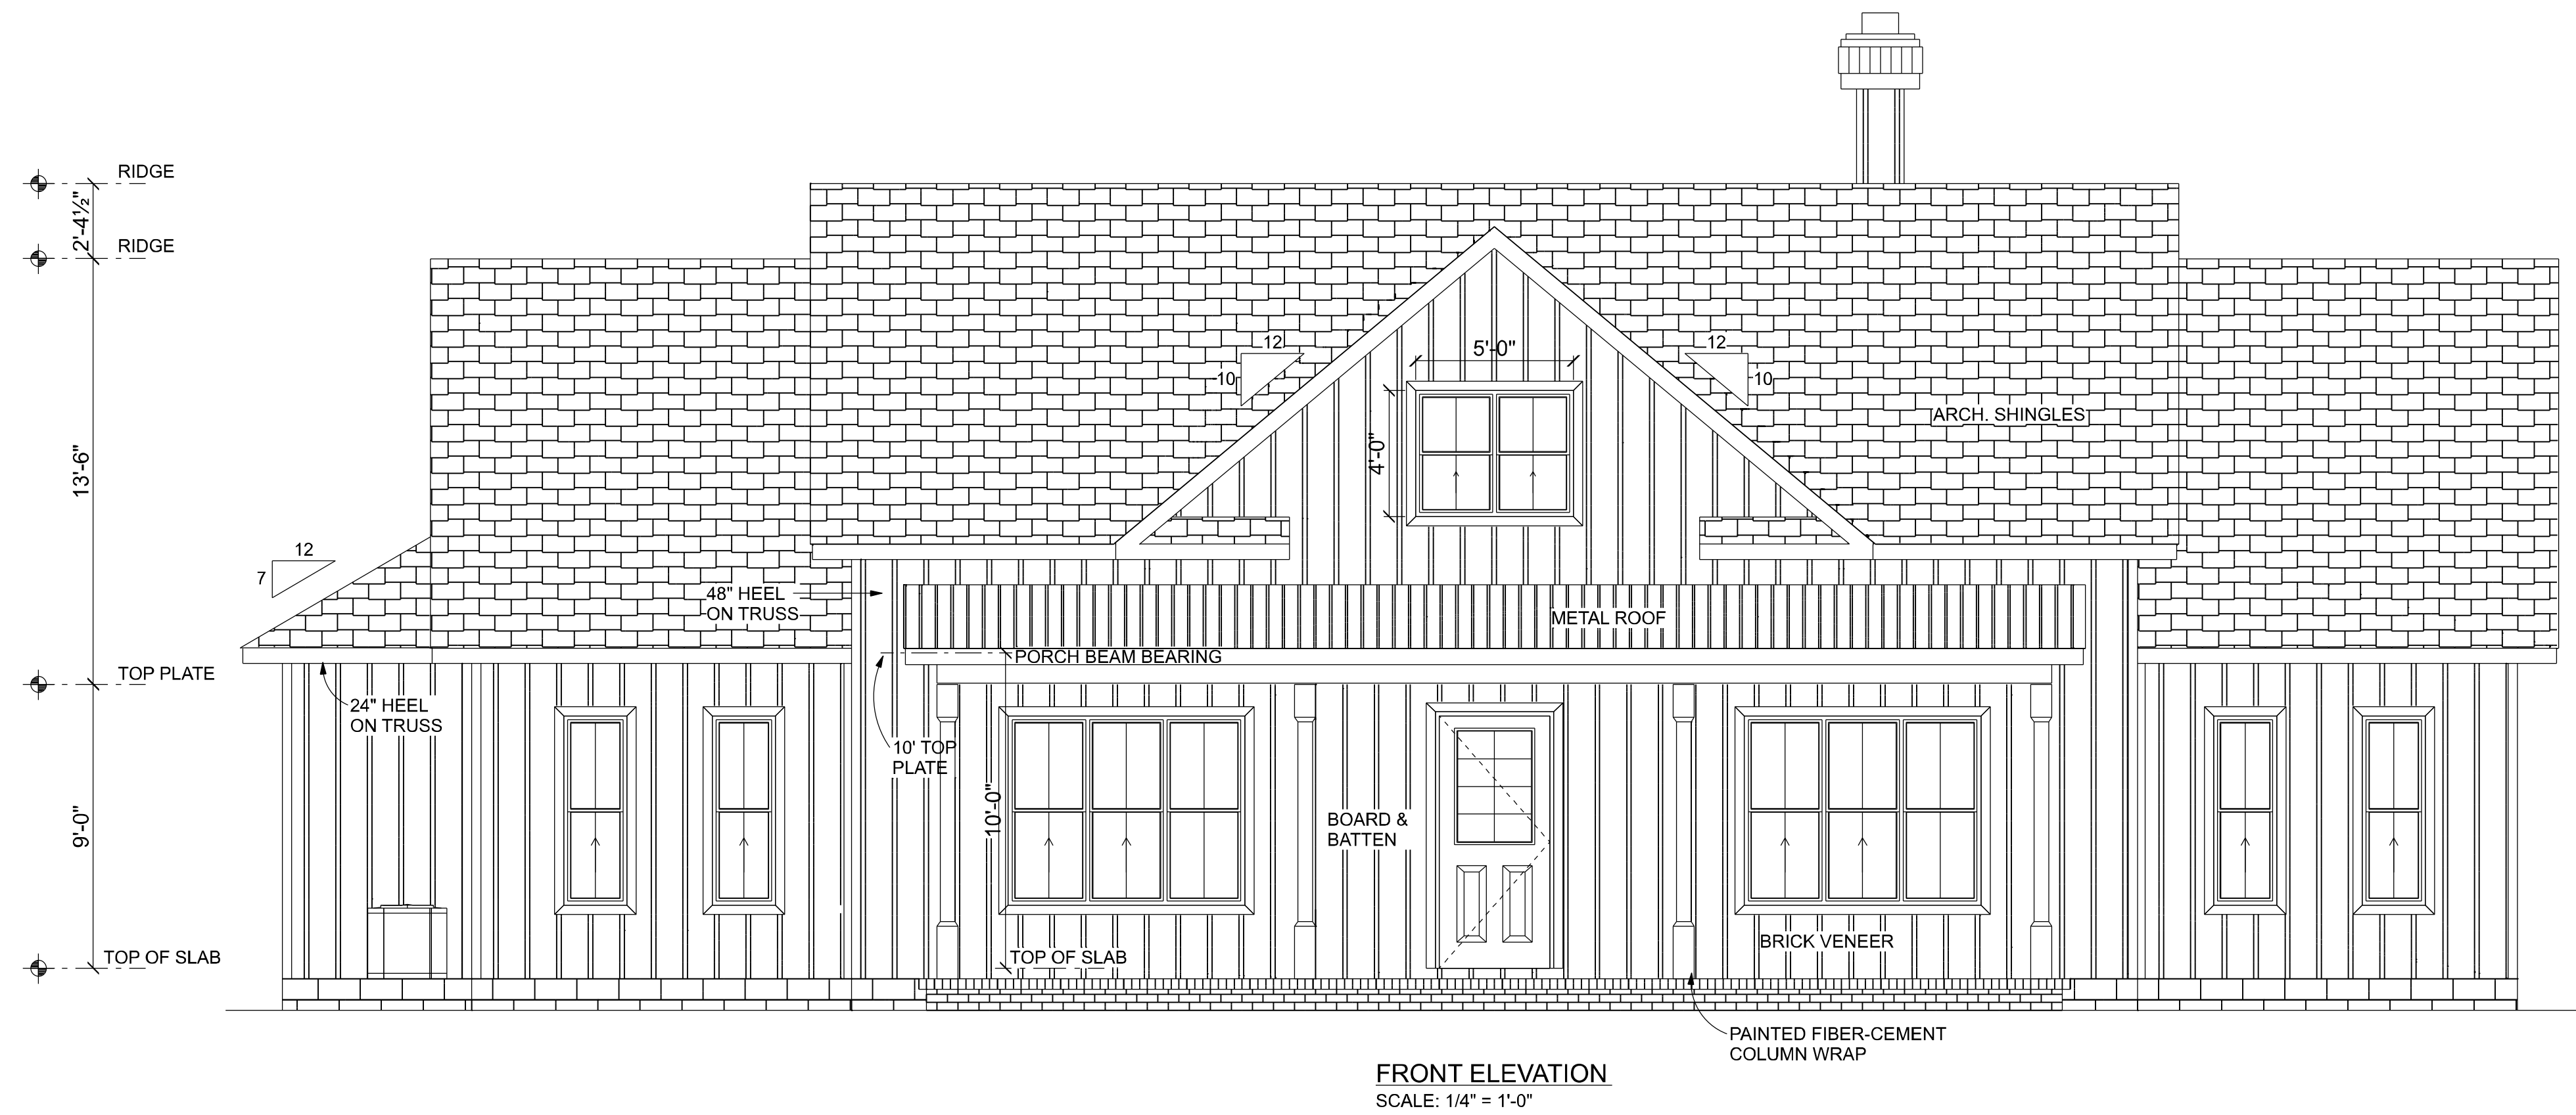 RIDGE
2'-4½"
RIDGE
12
10
5'-0"
12
10
4'-0"
ARCH. SHINGLES
13'-6"
12
7
48" HEEL
ON TRUSS
METAL ROOF
PORCH BEAM BEARING
TOP PLATE
24" HEEL
ON TRUSS
10' TOP
PLATE
9'-0"
10'-0"
BOARD &
BATTEN
BRICK VENEER
TOP OF SLAB
TOP OF SLAB
PAINTED FIBER-CEMENT
COLUMN WRAP
FRONT ELEVATION
SCALE: 1/4" = 1'-0"